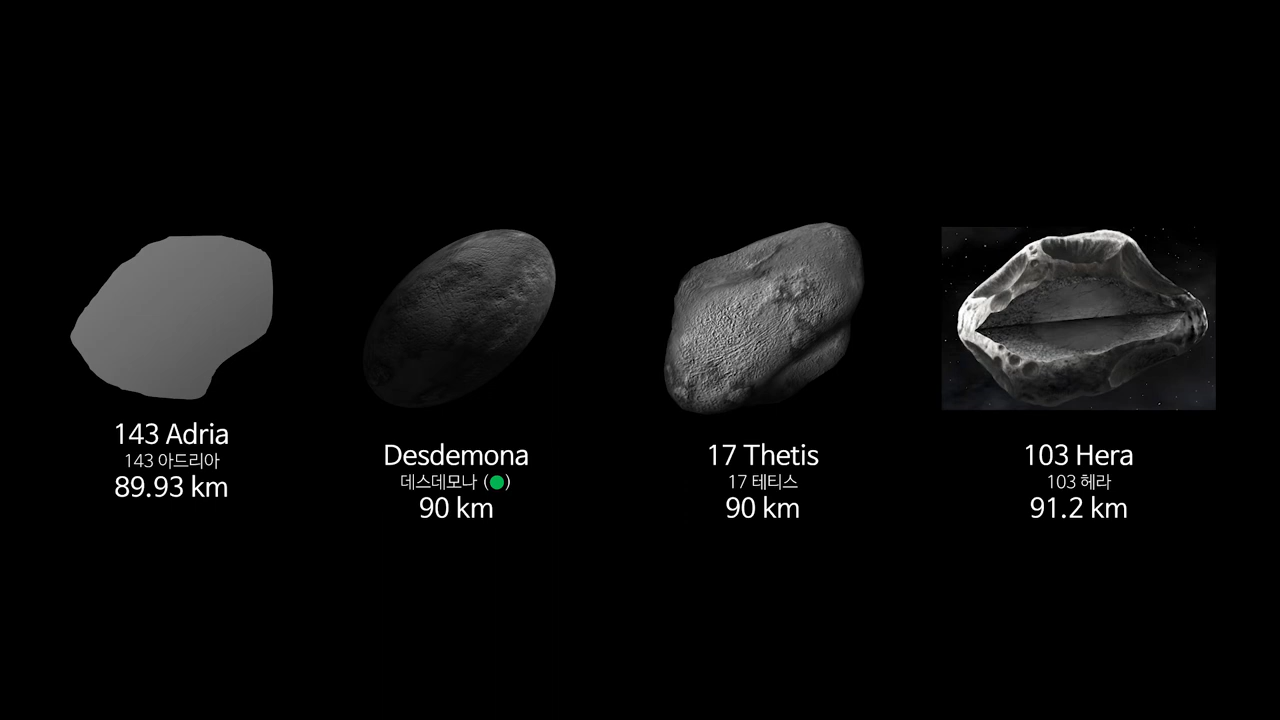 143 Adria
143 아드리아
89.93 km
Desdemona
데스데모나 (●)
90 km
17 Thetis
17 테티스
90 km
103 Hera
103 헤라
91.2 km